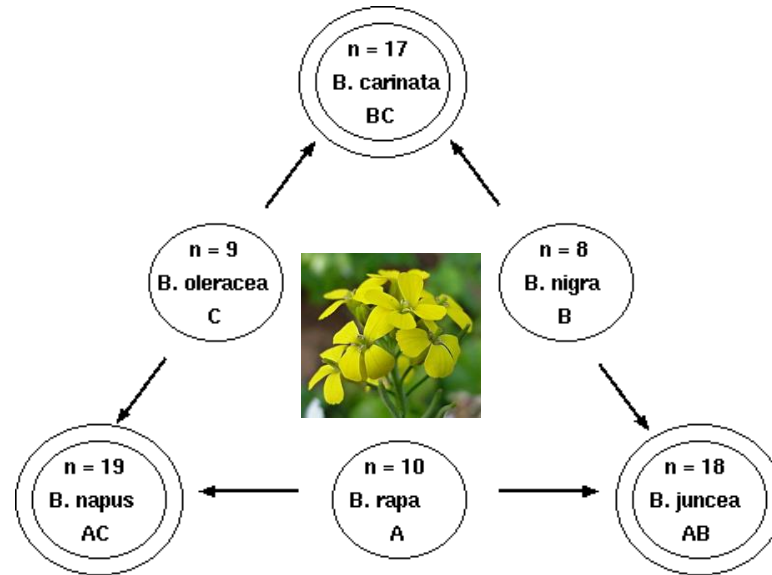 n = 17
B. carinata
BC
n = 9
B. oleracea
C
n = 8
B. nigra
B
n = 19
B. napus
AC
n = 10
B. rapa
A
n = 18
B. juncea
AB